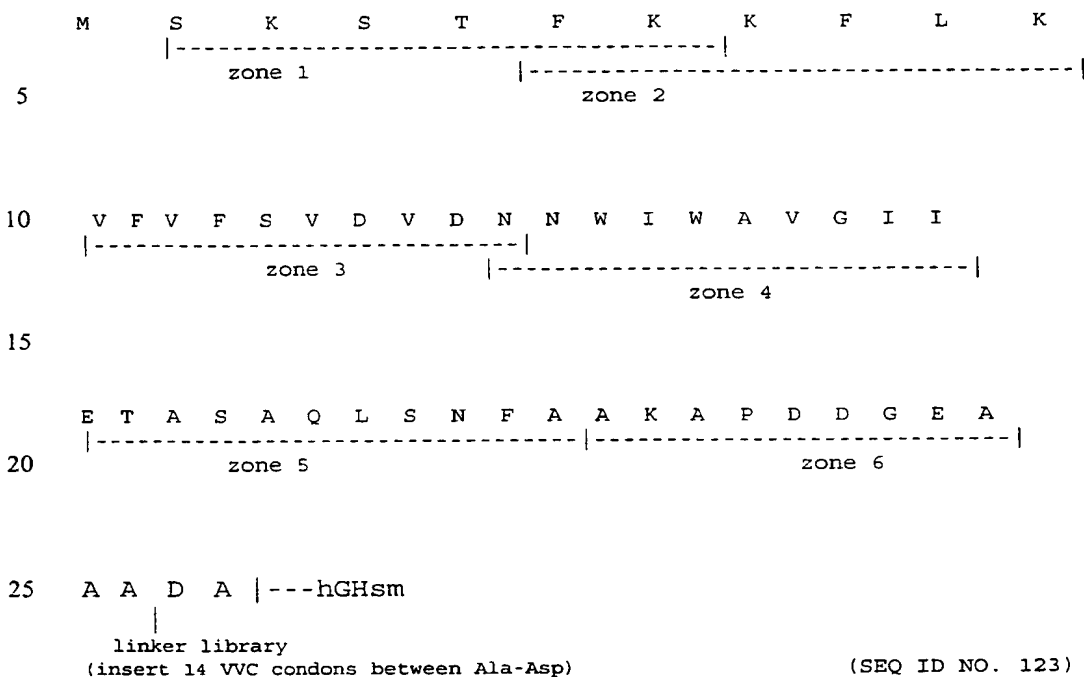 M S K S T F K K F L K
|----------------------------|
zone 1 |----------------------------|
5 zone 2
10 V F V F S V D V D N N W I W A V G I I
|----------------------|
zone 3 |------------------------|
zone 4
15
E T A S A Q L S N F A A K A P D D G E A
|-------------------------|---------------------|
20 zone 5 zone 6
25 A A D A |---hGHsm
|
linker library
(insert 14 VVC condons between Ala-Asp) (SEQ ID NO. 123)